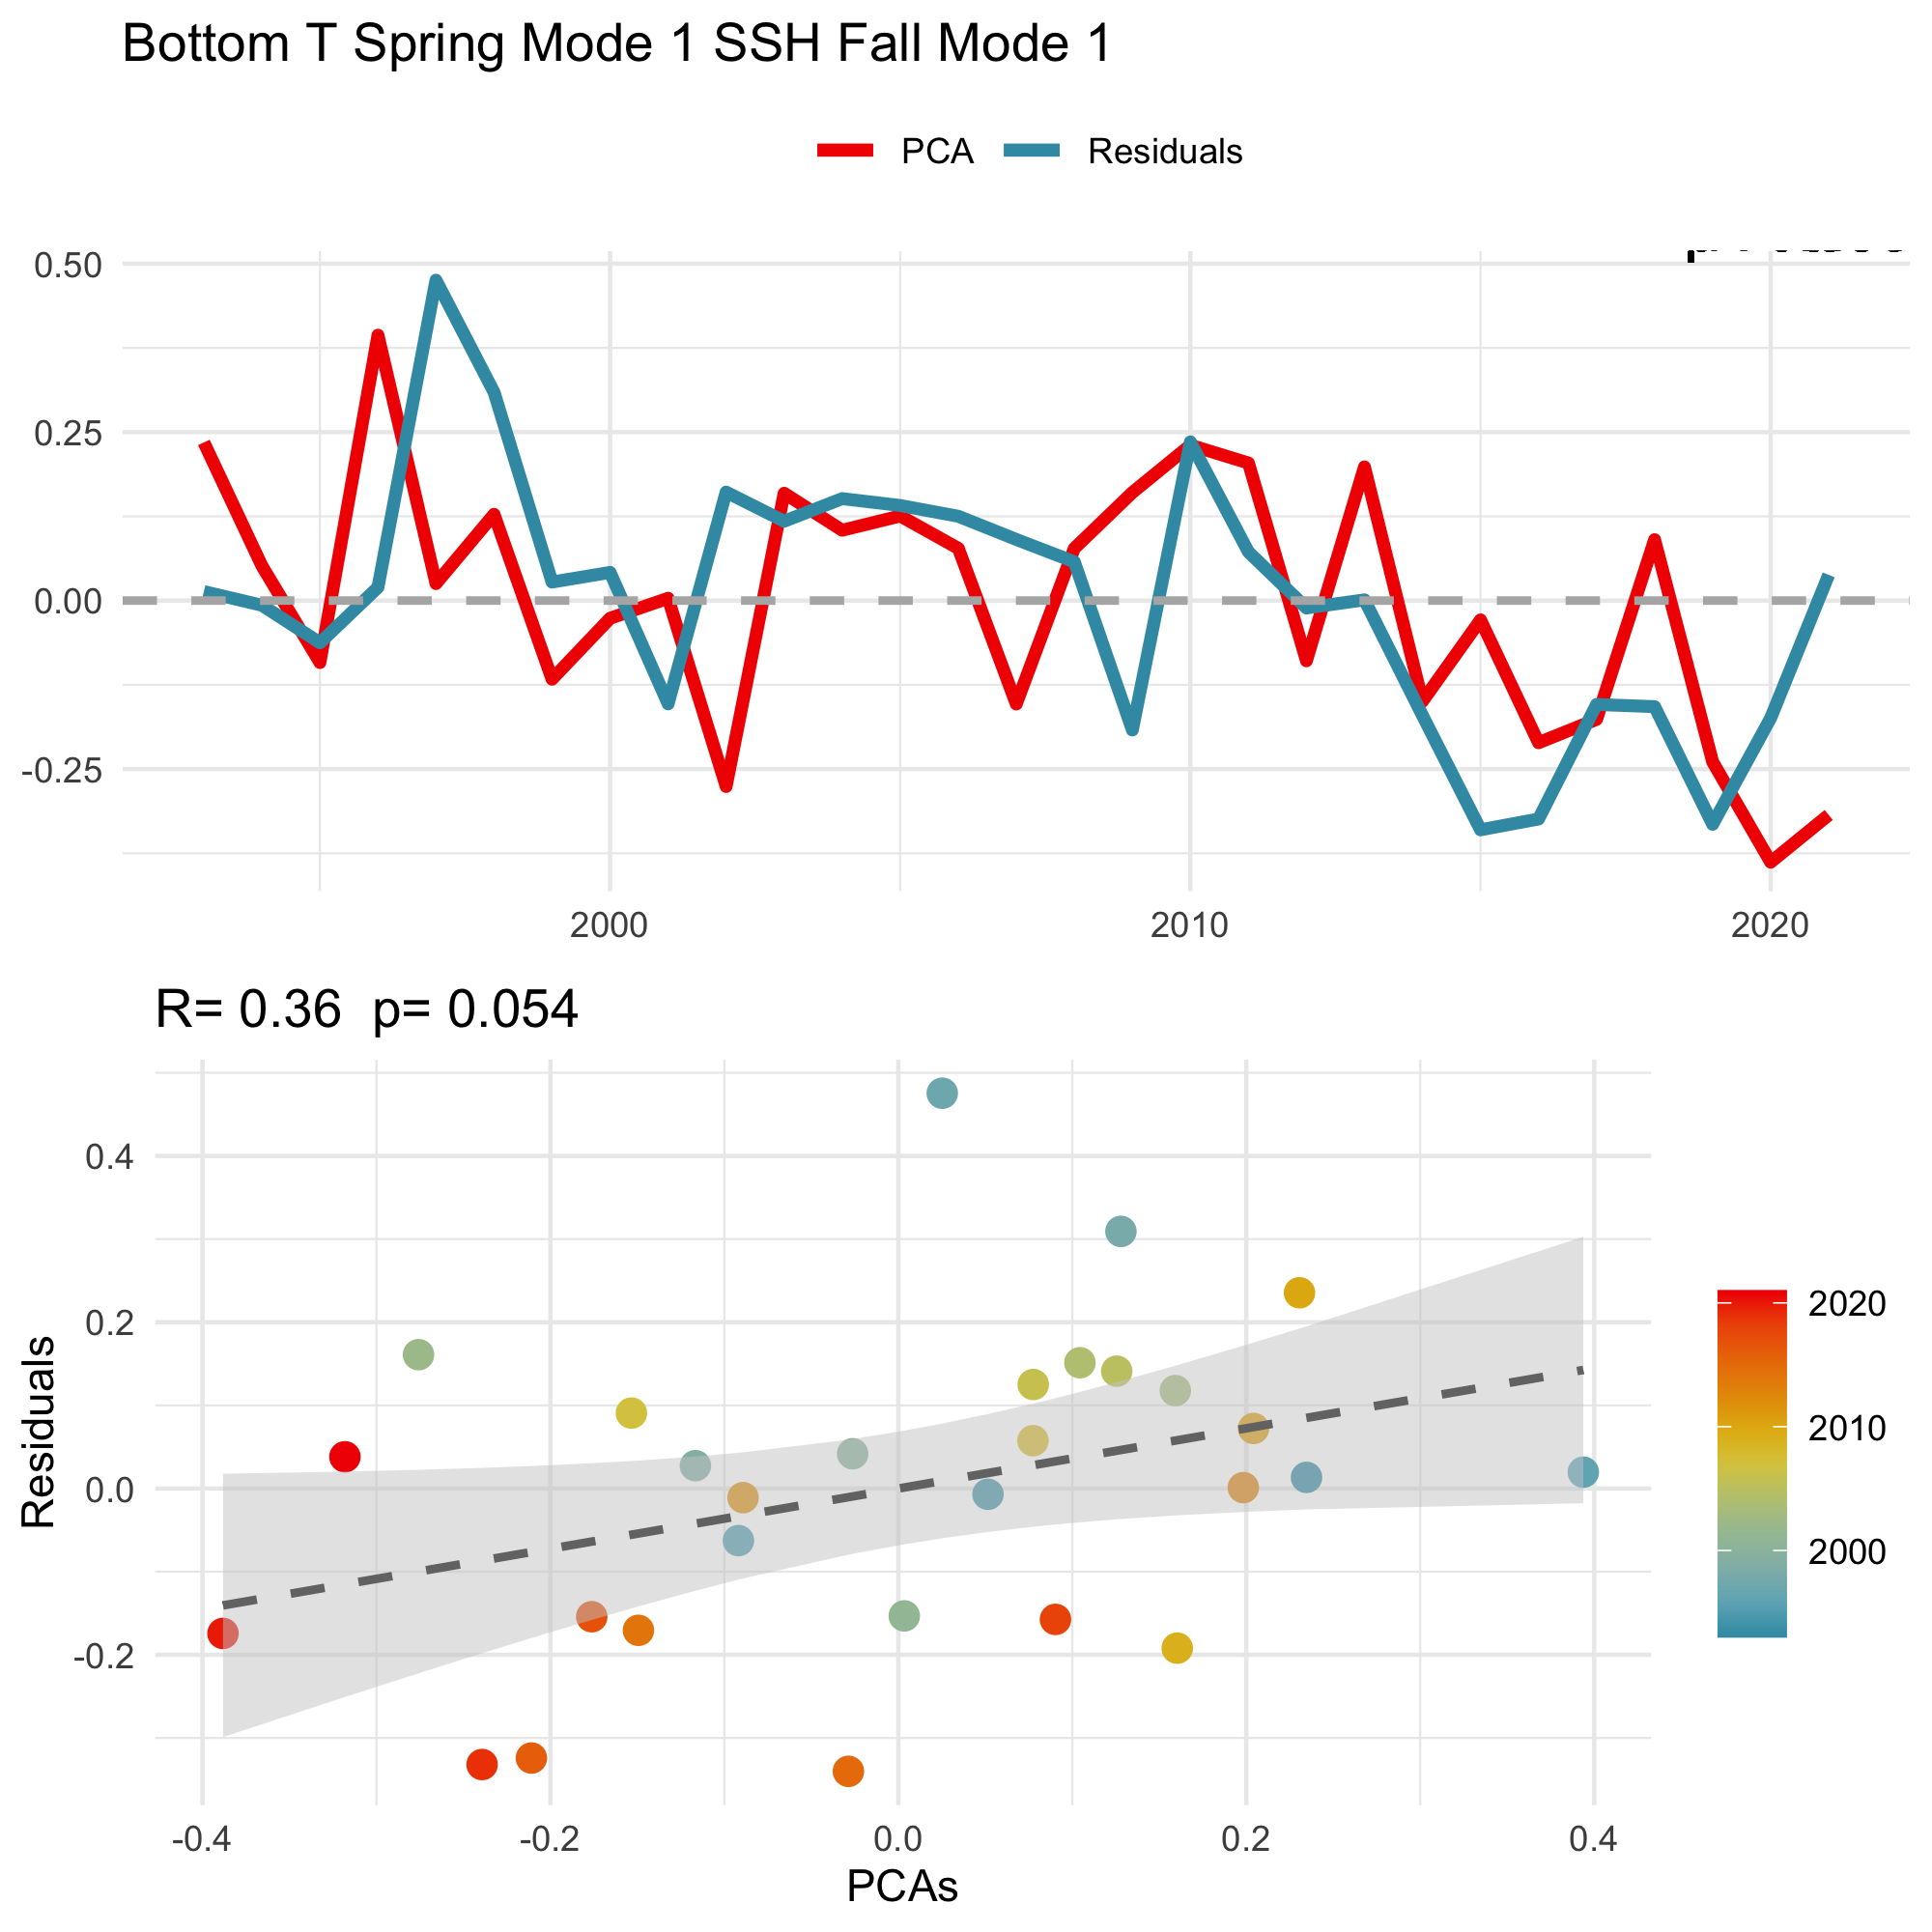 Bottom T Spring Mode 1 SSH Fall Mode 1
PCA Residuals
0.50
0.25
0.00
-0.25
2000 2010 2020
R= 0.36 p= 0.054
Residuals
0.4
0.2
0.0
-0.2
-0.4 -0.2 0.0 0.2 0.4
PCAs
2020
2010
2000